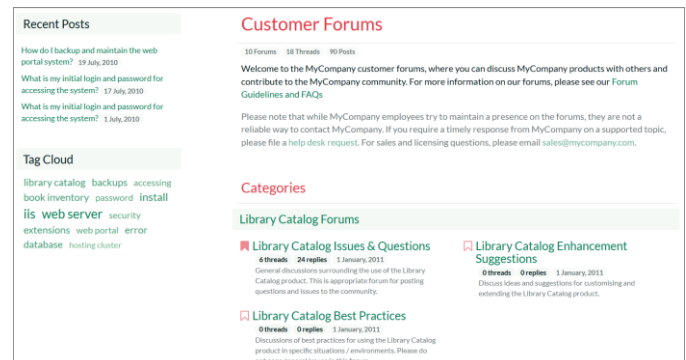 Recent Posts
How do I backup and maintain the web
portal system? 19 July, 2010
What is my initial login and password for
accessing the system? 17 July, 2010
What is my initial login and password for
accessing the system? 1 July, 2010
Tag Cloud
library catalog backups accessing
book inventory password install
iis web server security
extensions web portal error
database hosting cluster
Customer Forums
10 Forums 18 Threads 90 Posts
Welcome to the MyCompany customer forums, where you can discuss MyCompany products with others and
contribute to the MyCompany community. For more information on our forums, please see our Forum
Guidelines and FAQs
Please note that while MyCompany employees try to maintain a presence on the forums, they are not a
reliable way to contact MyCompany. If you require a timely response from MyCompany on a supported topic,
please file a help desk request. For sales and licensing questions, please email sales@mycompany.com.
Categories
Library Catalog Forums
Library Catalog Issues & Questions
6 threads 24 replies 1 January, 2011
General discussions surrounding the use of the Library
Catalog product. This is appropriate forum for posting
questions and issues to the community.
Library Catalog Enhancement
Suggestions
0 threads 0 replies 1 January, 2011
Discuss ideas and suggestions for customising and
extending the Library Catalog product.
Library Catalog Best Practices
0 threads 0 replies 1 January, 2011
Discussions of best practices for using the Library Catalog
product in specific situations / environments. Please do